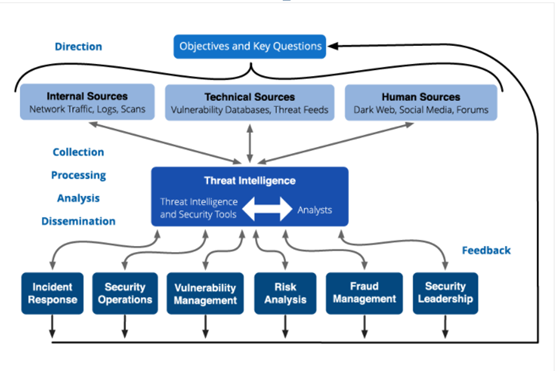 Direction
Objectives and Key Questions
Internal Sources
Network Traffic, Logs, Scans
Technical Sources
Vulnerability Databases, Threat Feeds
Human Sources
Dark Web, Social Media, Forums
Collection
Processing
Analysis
Dissemination
Threat Intelligence
Threat Intelligence
and Security Tools
Analysts
Feedback
Incident
Response
Security
Operations
Vulnerability
Management
Risk
Analysis
Fraud
Management
Security
Leadership